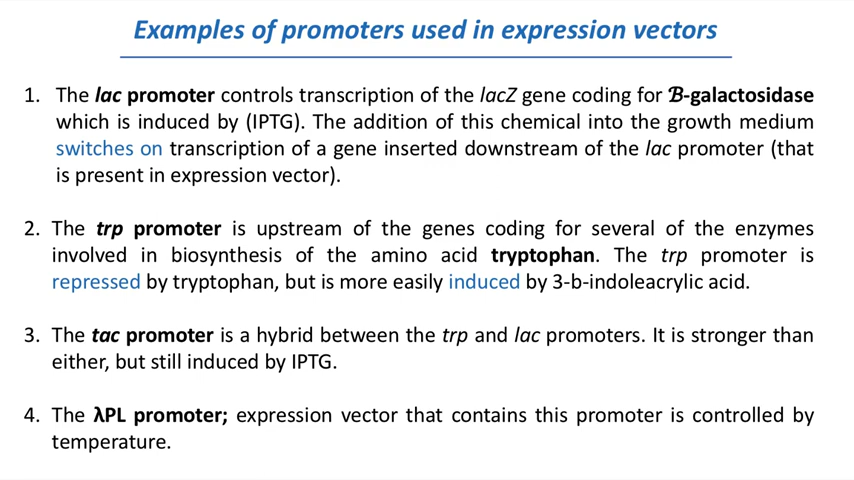 Examples of promoters used in expression vectors
1. The lac promoter controls transcription of the lacZ gene coding for ℬ-galactosidase
which is induced by (IPTG). The addition of this chemical into the growth medium
switches on transcription of a gene inserted downstream of the lac promoter (that
is present in expression vector).
2. The trp promoter is upstream of the genes coding for several of the enzymes
involved in biosynthesis of the amino acid tryptophan. The trp promoter is
repressed by tryptophan, but is more easily induced by 3-b-indoleacrylic acid.
3. The tac promoter is a hybrid between the trp and lac promoters. It is stronger than
either, but still induced by IPTG.
4. The λPL promoter; expression vector that contains this promoter is controlled by
temperature.